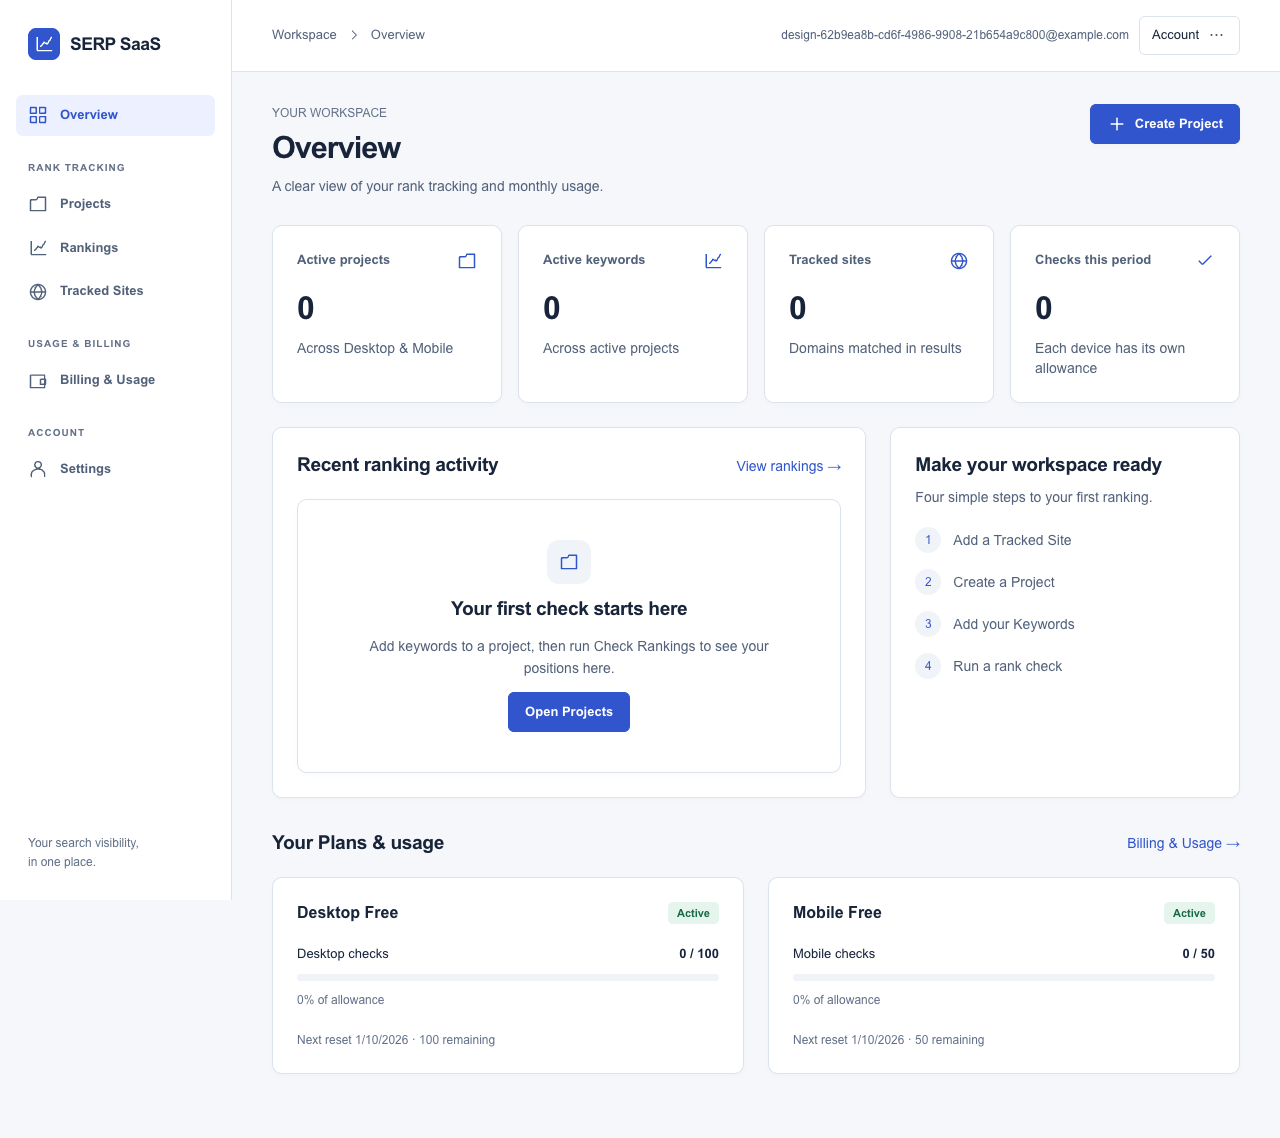 SERP SaaS
Overview
RANK TRACKING
Projects
Rankings
Tracked Sites
USAGE & BILLING
Billing & Usage
ACCOUNT
Settings
Your search visibility,
in one place.
Workspace > Overview
design-62b9ea8b-cd6f-4986-9908-21b654a9c800@example.com
Account ···
YOUR WORKSPACE
Overview
A clear view of your rank tracking and monthly usage.
Create Project
Active projects
0
Across Desktop & Mobile
Active keywords
0
Across active projects
Tracked sites
0
Domains matched in results
Checks this period
0
Each device has its own
allowance
Recent ranking activity
View rankings →
Your first check starts here
Add keywords to a project, then run Check Rankings to see your
positions here.
Open Projects
Make your workspace ready
Four simple steps to your first ranking.
1 Add a Tracked Site
2 Create a Project
3 Add your Keywords
4 Run a rank check
Your Plans & usage
Billing & Usage →
Desktop Free
Active
Desktop checks
0 / 100
0% of allowance
Next reset 1/10/2026 · 100 remaining
Mobile Free
Active
Mobile checks
0 / 50
0% of allowance
Next reset 1/10/2026 · 50 remaining